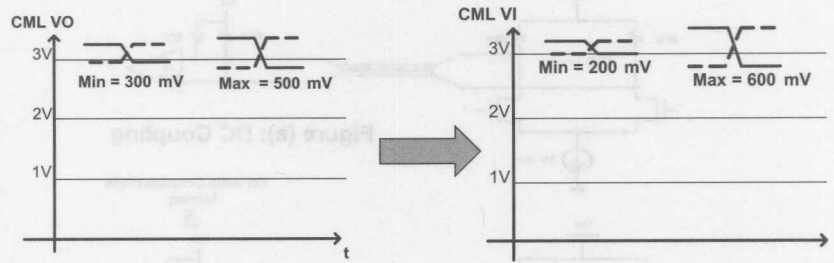 CML VO
3V
Min = 300 mV
Max = 500 mV
2V
1V
t
CML VI
3V
Min = 200 mV
Max = 600 mV
2V
1V
Figure (a): DC Coupling